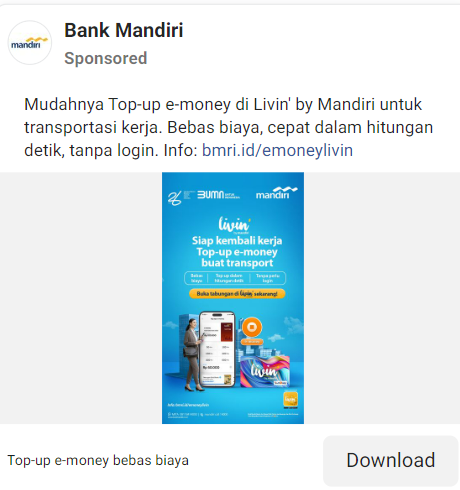 Bank Mandiri
Sponsored
mandiri
Mudahnya Top-up e-money di Livin' by Mandiri untuk
transportasi kerja. Bebas biaya, cepat dalam hitungan
detik, tanpa login. Info: bmri.id/emoneylivin
BUMN
mandiri
livin'
Siap kembali kerja
Top-up e-money
buat transport
Bebas biaya
Top up dalam hitungan detik
Tanpa perlu login
Buka tabungan di livin' sekarang!
livin'
Top-up e-money bebas biaya
Download